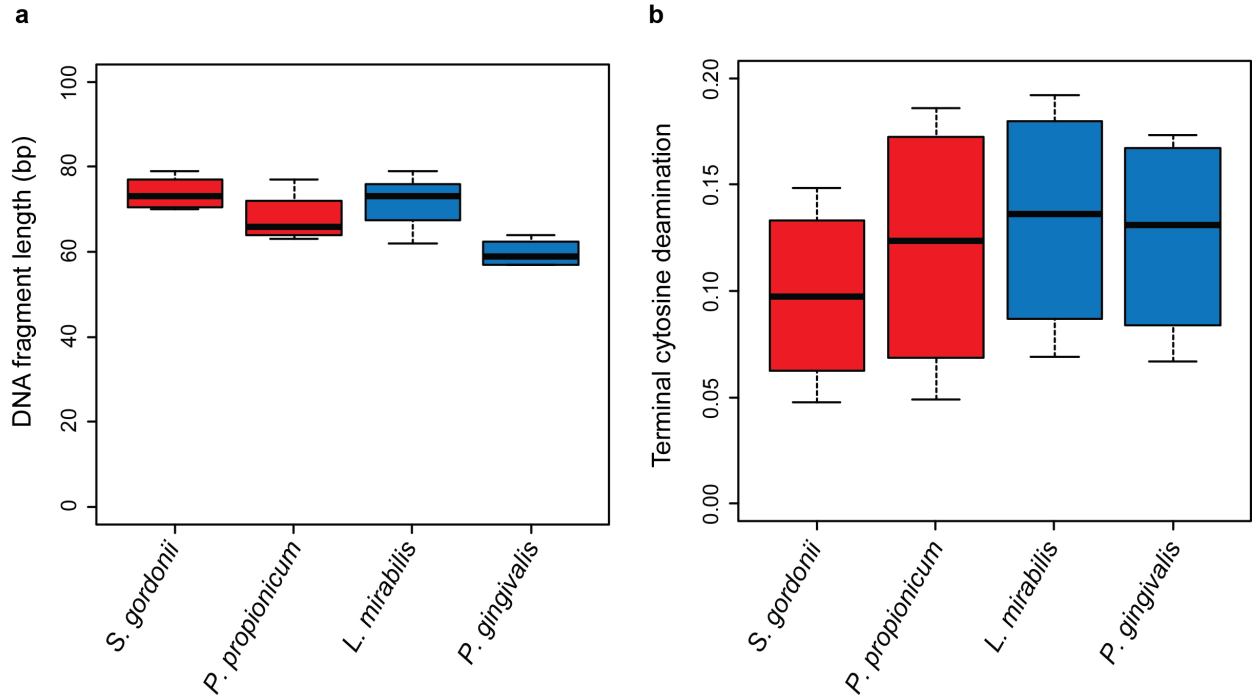 a
DNA fragment length (bp)
100
80
60
40
20
0
S. gordonii
P. propionicum
L. mirabilis
P. gingivalis
b
Terminal cytosine deamination
0.20
0.15
0.10
0.05
0.00
S. gordonii
P. propionicum
L. mirabilis
P. gingivalis